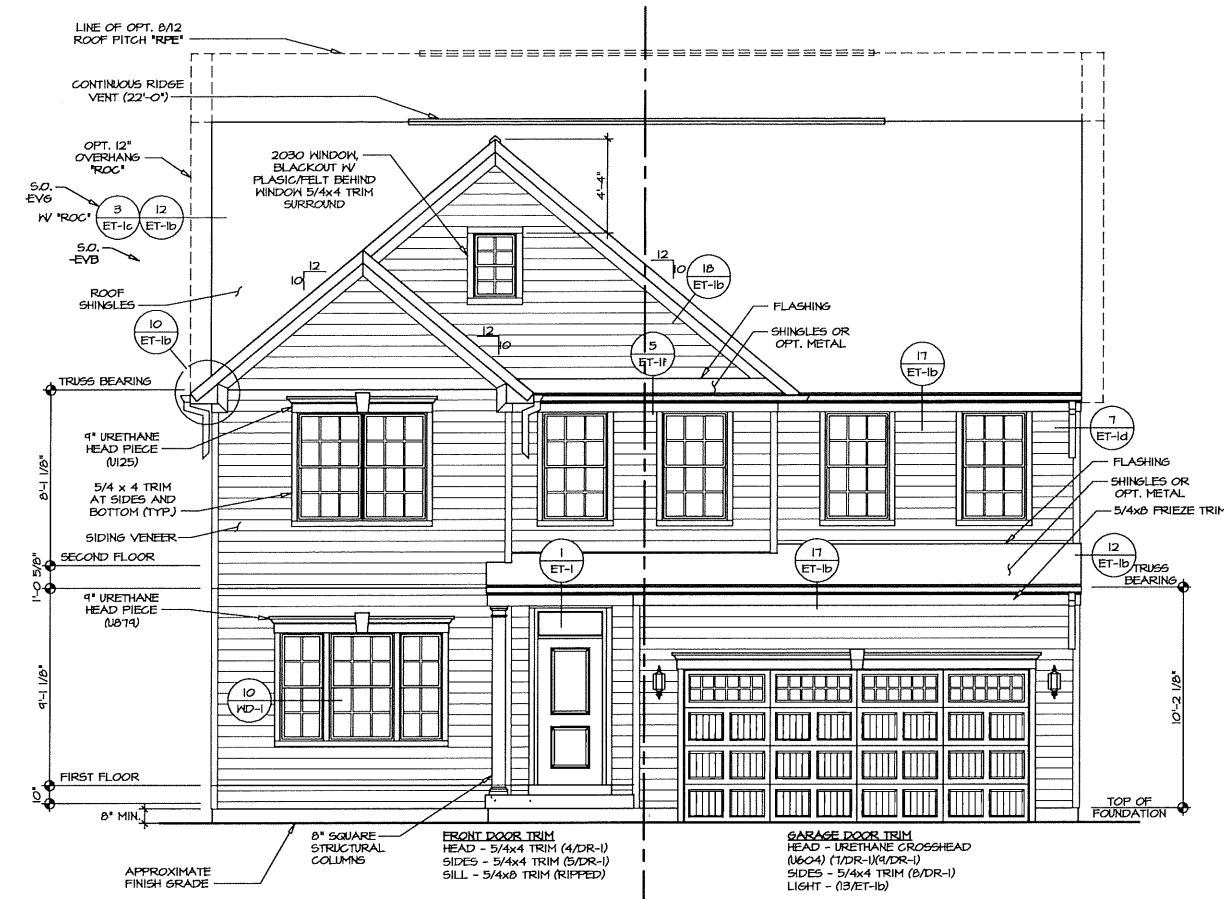 LINE OF OPT. 8/12
ROOF PITCH "RPE"
CONTINUOUS RIDGE
VENT (22'-0")
OPT. 12"
OVERHANG
"ROC"
S.O.
-EVG
W/ "ROC"
3
ET-1c
12
ET-1b
S.O.
-EVB
2030 WINDOW,
BLACKOUT W/
PLASIC/FELT BEHIND
WINDOW 5/4x4 TRIM
SURROUND
4'-4"
12
10
12
10
18
ET-1b
ROOF
SHINGLES
10
ET-1b
12
10
FLASHING
SHINGLES OR
OPT. METAL
5
ET-1f
17
ET-1b
TRUSS BEARING
7
ET-1d
9" URETHANE
HEAD PIECE
(U125)
5/4 x 4 TRIM
AT SIDES AND
BOTTOM (TYP.)
SIDING VENEER
8'-1 1/8"
FLASHING
SHINGLES OR
OPT. METAL
5/4x8 FRIEZE TRIM
SECOND FLOOR
1'-0 5/8"
1
ET-1
17
ET-1b
12
ET-1b
TRUSS
BEARING
9" URETHANE
HEAD PIECE
(U879)
10
WD-1
9'-1 1/8"
10'-2 1/8"
FIRST FLOOR
10"
8" MIN.
TOP OF
FOUNDATION
APPROXIMATE
FINISH GRADE
8" SQUARE
STRUCTURAL
COLUMNS
FRONT DOOR TRIM
HEAD - 5/4x4 TRIM (4/DR-1)
SIDES - 5/4x4 TRIM (5/DR-1)
SILL - 5/4x8 TRIM (RIPPED)
GARAGE DOOR TRIM
HEAD - URETHANE CROSSHEAD
(U604) (7/DR-1)(9/DR-1)
SIDES - 5/4x4 TRIM (8/DR-1)
LIGHT - (13/ET-1b)